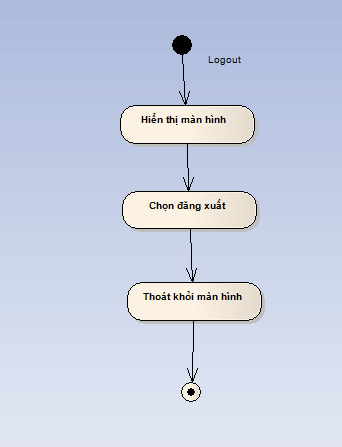 Logout
Hiển thị màn hình
Chọn đăng xuất
Thoát khỏi màn hình